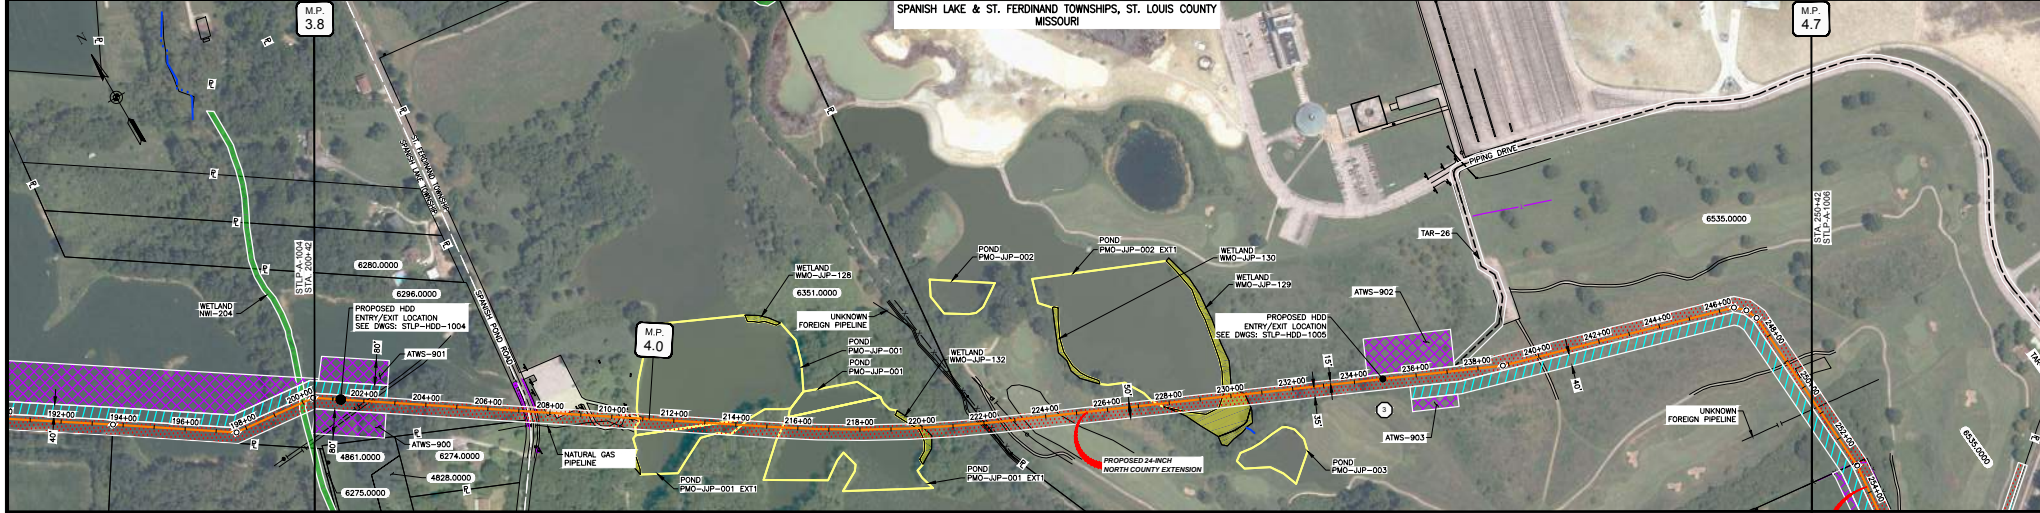 SPANISH LAKE & ST. FERDINAND TOWNSHIPS, ST. LOUIS COUNTY
MISSOURI
M.P.
3.8
M.P.
4.7
N
ST. FERDINAND TOWNSHIP
SPANISH LAKE TOWNSHIP
PIPING DRIVE
STLP-A-1004
STA. 200+42
STA. 250+42
STLP-A-1006
6535.0000
TAR-26
6280.0000
6296.0000
WETLAND
NWI-204
PROPOSED HDD
ENTRY/EXIT LOCATION
SEE DWGS: STLP-HDD-1004
SPANISH POND ROAD
M.P.
4.0
WETLAND
WMO-JJP-128
6351.0000
UNKNOWN
FOREIGN PIPELINE
POND
PMO-JJP-002
POND
PMO-JJP-002 EXT1
WETLAND
WMO-JJP-130
WETLAND
WMO-JJP-129
ATWS-902
PROPOSED HDD
ENTRY/EXIT LOCATION
SEE DWGS: STLP-HDD-1005
POND
PMO-JJP-001
POND
PMO-JJP-001
WETLAND
WMO-JJP-132
80'
ATWS-901
40'
192+00
194+00
196+00
198+00
200+00
202+00
204+00
206+00
208+00
210+00
212+00
214+00
216+00
218+00
220+00
222+00
224+00
226+00
228+00
230+00
232+00
234+00
236+00
238+00
240+00
242+00
244+00
246+00
248+00
250+00
252+00
254+00
50'
15'
35'
40'
3
80'
ATWS-900
4861.0000
6274.0000
4828.0000
6275.0000
NATURAL GAS
PIPELINE
POND
PMO-JJP-001 EXT1
POND
PMO-JJP-001 EXT1
PROPOSED 24-INCH
NORTH COUNTY EXTENSION
POND
PMO-JJP-003
ATWS-903
UNKNOWN
FOREIGN PIPELINE
6535.0000